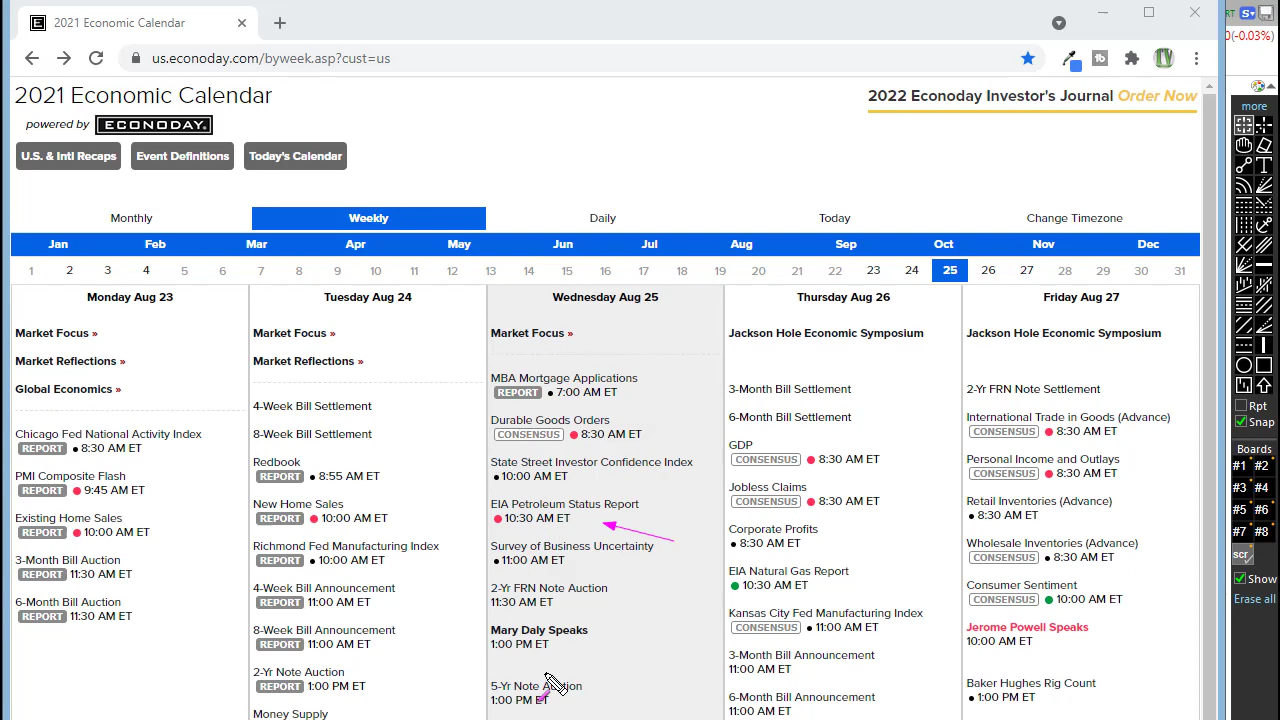 2021 Economic Calendar
us.econoday.com/byweek.asp?cust=us
0(-0.03%)
2021 Economic Calendar
2022 Econoday Investor's Journal Order Now
powered by ECONODAY
U.S. & Intl Recaps Event Definitions Today's Calendar
Monthly Weekly Daily Today Change Timezone
Jan Feb Mar Apr May Jun Jul Aug Sep Oct Nov Dec
1 2 3 4 5 6 7 8 9 10 11 12 13 14 15 16 17 18 19 20 21 22 23 24 25 26 27 28 29 30 31
Monday Aug 23
Market Focus »
Market Reflections »
Global Economics »
Chicago Fed National Activity Index
REPORT 8:30 AM ET
PMI Composite Flash
REPORT 9:45 AM ET
Existing Home Sales
REPORT 10:00 AM ET
3-Month Bill Auction
REPORT 11:30 AM ET
6-Month Bill Auction
REPORT 11:30 AM ET
Tuesday Aug 24
Market Focus »
Market Reflections »
4-Week Bill Settlement
8-Week Bill Settlement
Redbook
REPORT 8:55 AM ET
New Home Sales
REPORT 10:00 AM ET
Richmond Fed Manufacturing Index
REPORT 10:00 AM ET
4-Week Bill Announcement
REPORT 11:00 AM ET
8-Week Bill Announcement
REPORT 11:00 AM ET
2-Yr Note Auction
REPORT 1:00 PM ET
Money Supply
Wednesday Aug 25
Market Focus »
MBA Mortgage Applications
REPORT 7:00 AM ET
Durable Goods Orders
CONSENSUS 8:30 AM ET
State Street Investor Confidence Index
10:00 AM ET
EIA Petroleum Status Report
10:30 AM ET
Survey of Business Uncertainty
11:00 AM ET
2-Yr FRN Note Auction
11:30 AM ET
Mary Daly Speaks
1:00 PM ET
5-Yr Note Auction
1:00 PM ET
Thursday Aug 26
Jackson Hole Economic Symposium
3-Month Bill Settlement
6-Month Bill Settlement
GDP
CONSENSUS 8:30 AM ET
Jobless Claims
CONSENSUS 8:30 AM ET
Corporate Profits
8:30 AM ET
EIA Natural Gas Report
10:30 AM ET
Kansas City Fed Manufacturing Index
CONSENSUS 11:00 AM ET
3-Month Bill Announcement
11:00 AM ET
6-Month Bill Announcement
11:00 AM ET
Friday Aug 27
Jackson Hole Economic Symposium
2-Yr FRN Note Settlement
International Trade in Goods (Advance)
CONSENSUS 8:30 AM ET
Personal Income and Outlays
CONSENSUS 8:30 AM ET
Retail Inventories (Advance)
8:30 AM ET
Wholesale Inventories (Advance)
CONSENSUS 8:30 AM ET
Consumer Sentiment
CONSENSUS 10:00 AM ET
Jerome Powell Speaks
10:00 AM ET
Baker Hughes Rig Count
1:00 PM ET
more
Rpt
Snap
Boards
#1 #2
#3 #4
#5 #6
#7 #8
scr
Show
Erase all